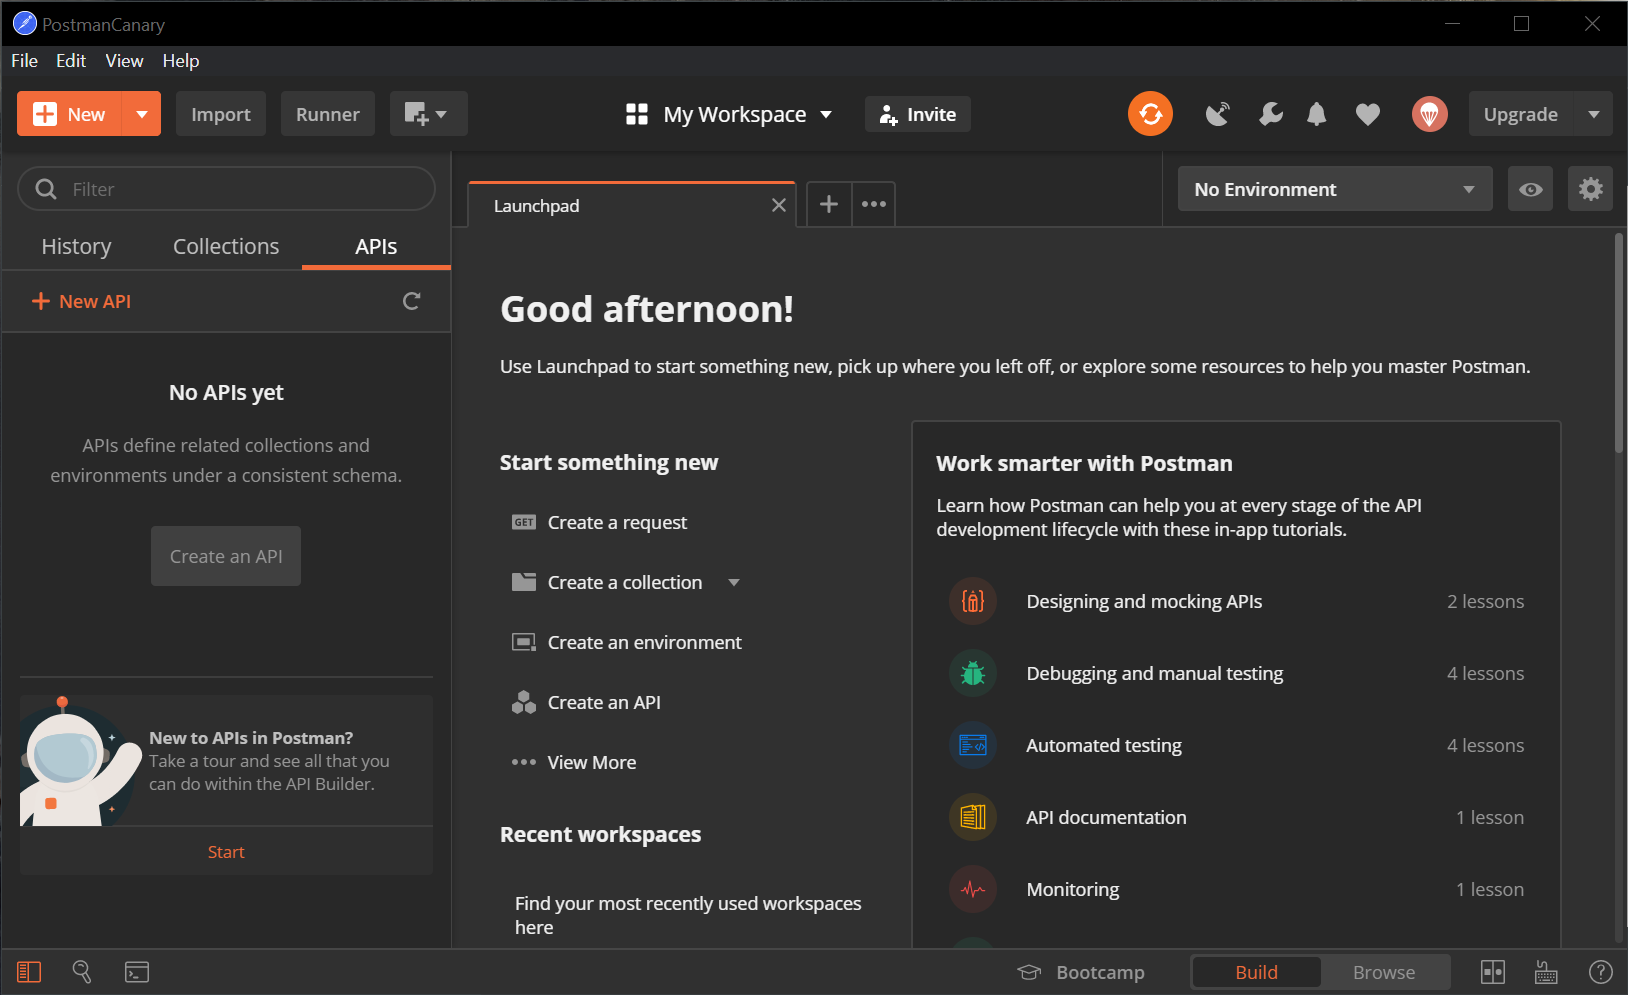 PostmanCanary
File Edit View Help
New Import Runner My Workspace Invite Upgrade
Filter
History Collections APIs
New API
No APIs yet
APIs define related collections and
environments under a consistent schema.
Create an API
New to APIs in Postman?
Take a tour and see all that you
can do within the API Builder.
Start
Launchpad
No Environment
Good afternoon!
Use Launchpad to start something new, pick up where you left off, or explore some resources to help you master Postman.
Start something new
GET Create a request
Create a collection
Create an environment
Create an API
View More
Recent workspaces
Find your most recently used workspaces
here
Work smarter with Postman
Learn how Postman can help you at every stage of the API
development lifecycle with these in-app tutorials.
Designing and mocking APIs 2 lessons
Debugging and manual testing 4 lessons
Automated testing 4 lessons
API documentation 1 lesson
Monitoring 1 lesson
Bootcamp Build Browse